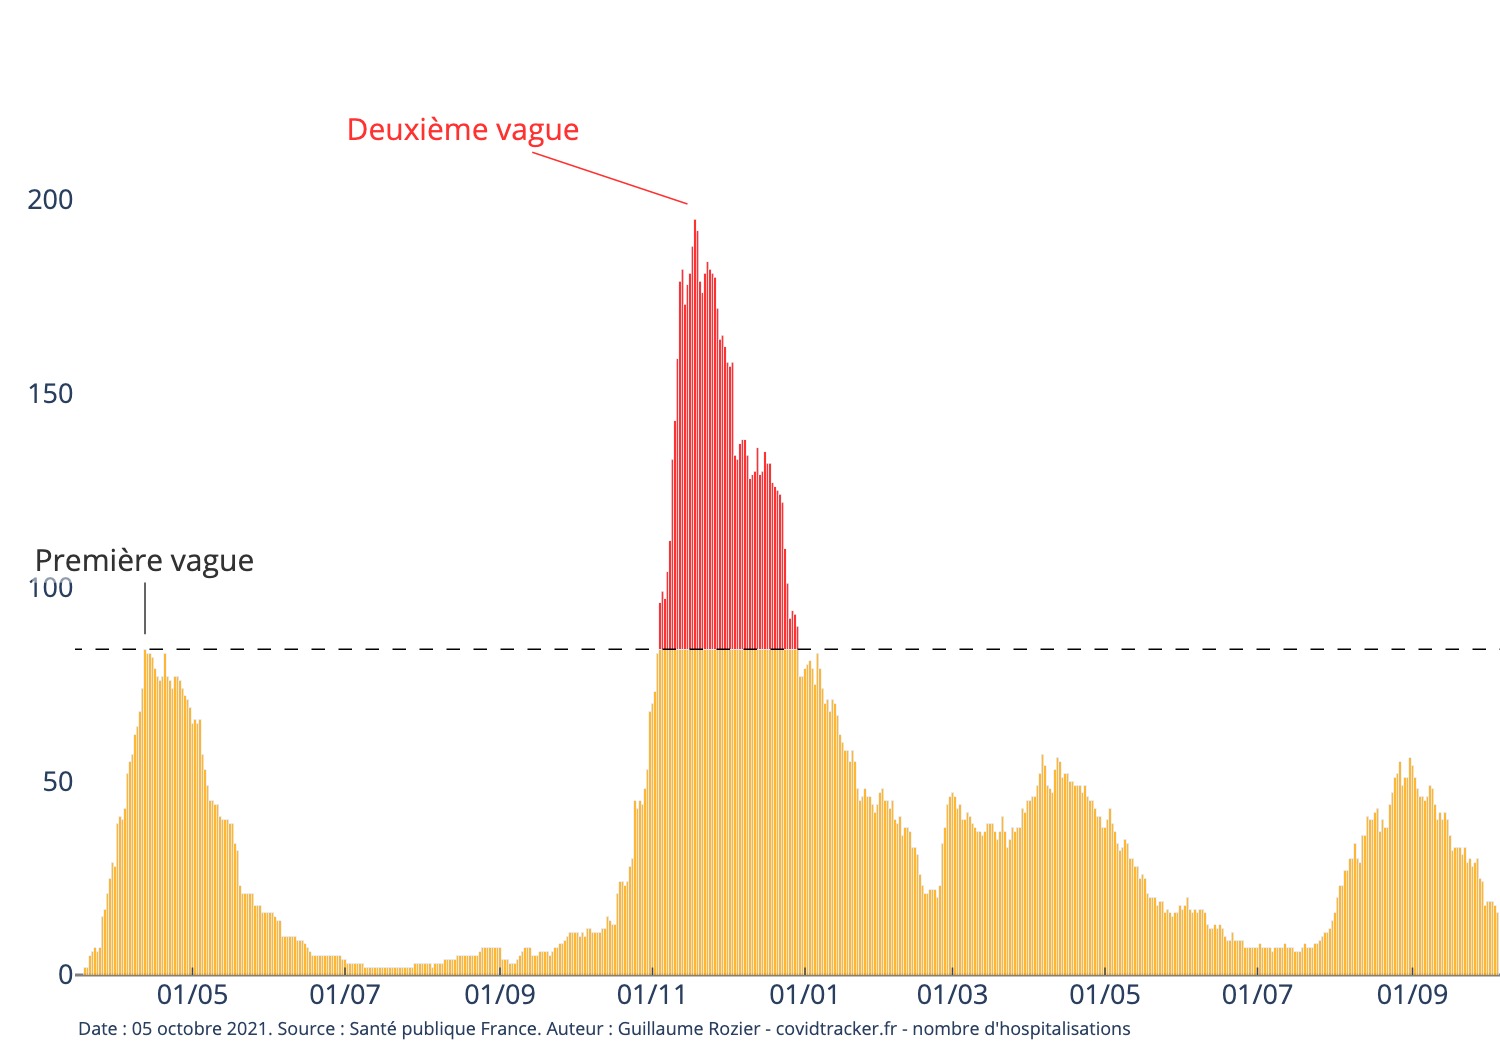 Deuxième vague
200
150
Première vague
100
50
0
01/05 01/07 01/09 01/11 01/01 01/03 01/05 01/07 01/09
Date : 05 octobre 2021. Source : Santé publique France. Auteur : Guillaume Rozier - covidtracker.fr - nombre d'hospitalisations